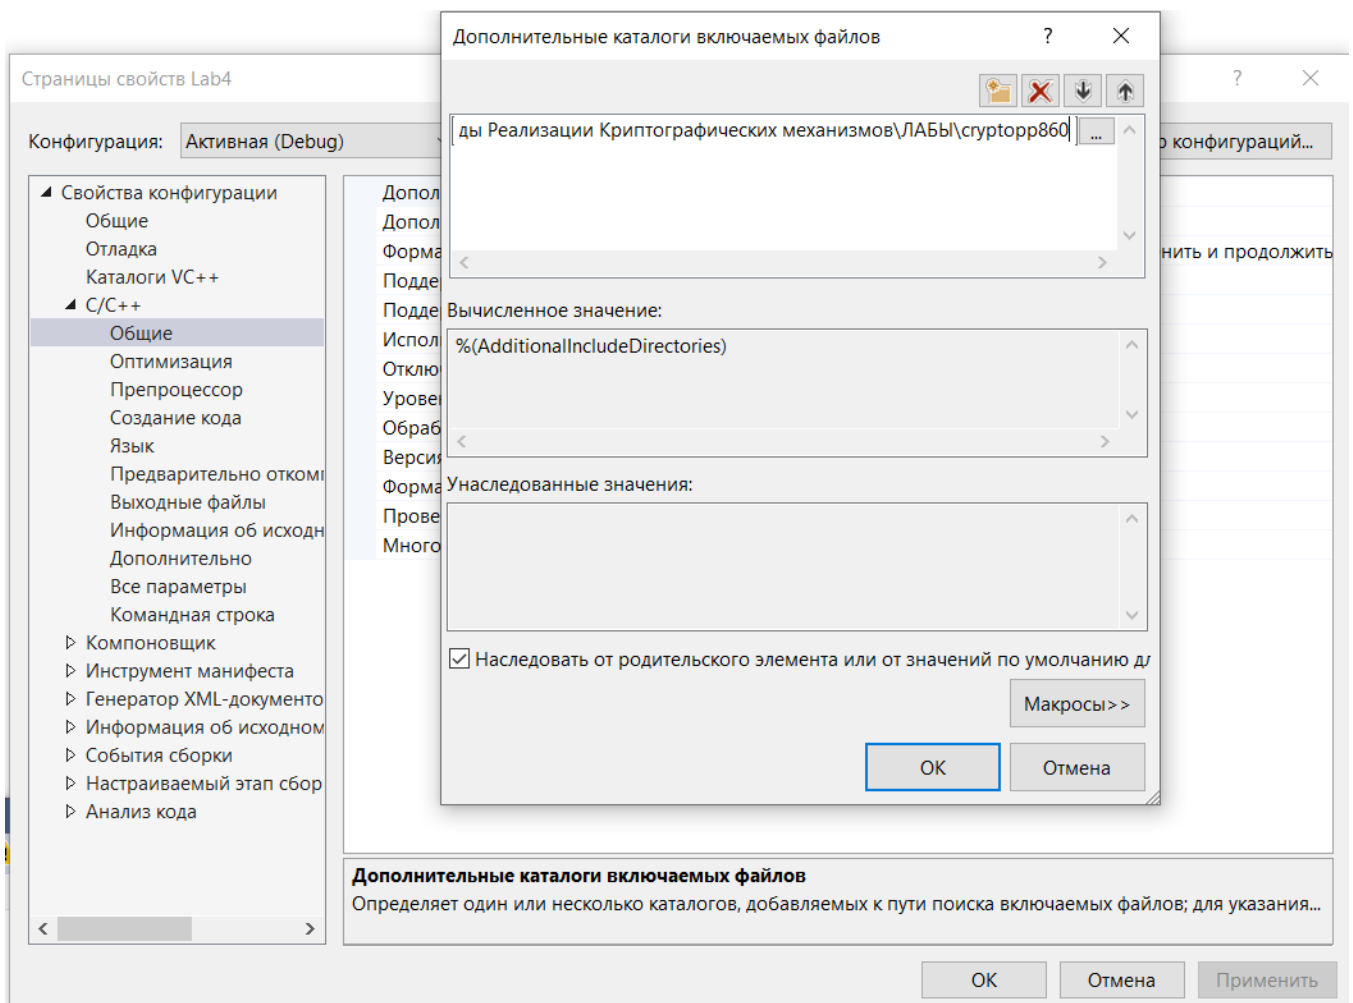 Дополнительные каталоги включаемых файлов
?
Страницы свойств Lab4
?
Конфигурация: Активная (Debug)
конфигураций...
ды Реализации Криптографических механизмов\ЛАБЫ\cryptopp860
...
Свойства конфигурации
Общие
Отладка
Каталоги VC++
C/C++
Общие
Оптимизация
Препроцессор
Создание кода
Язык
Предварительно отком
Выходные файлы
Информация об исходн
Дополнительно
Все параметры
Командная строка
Компоновщик
Инструмент манифеста
Генератор XML-документо
Информация об исходном
События сборки
Настраиваемый этап сбор
Анализ кода
Допол
Допол
Форма
нить и продолжить
Подде
Подде
Испол
Отклю
Урове
Обраб
Версия
Форма
Прове
Много
Вычисленное значение:
%(AdditionalIncludeDirectories)
Унаследованные значения:
Наследовать от родительского элемента или от значений по умолчанию дл
Макросы>>
ОК
Отмена
Дополнительные каталоги включаемых файлов
Определяет один или несколько каталогов, добавляемых к пути поиска включаемых файлов; для указания...
ОК
Отмена
Применить